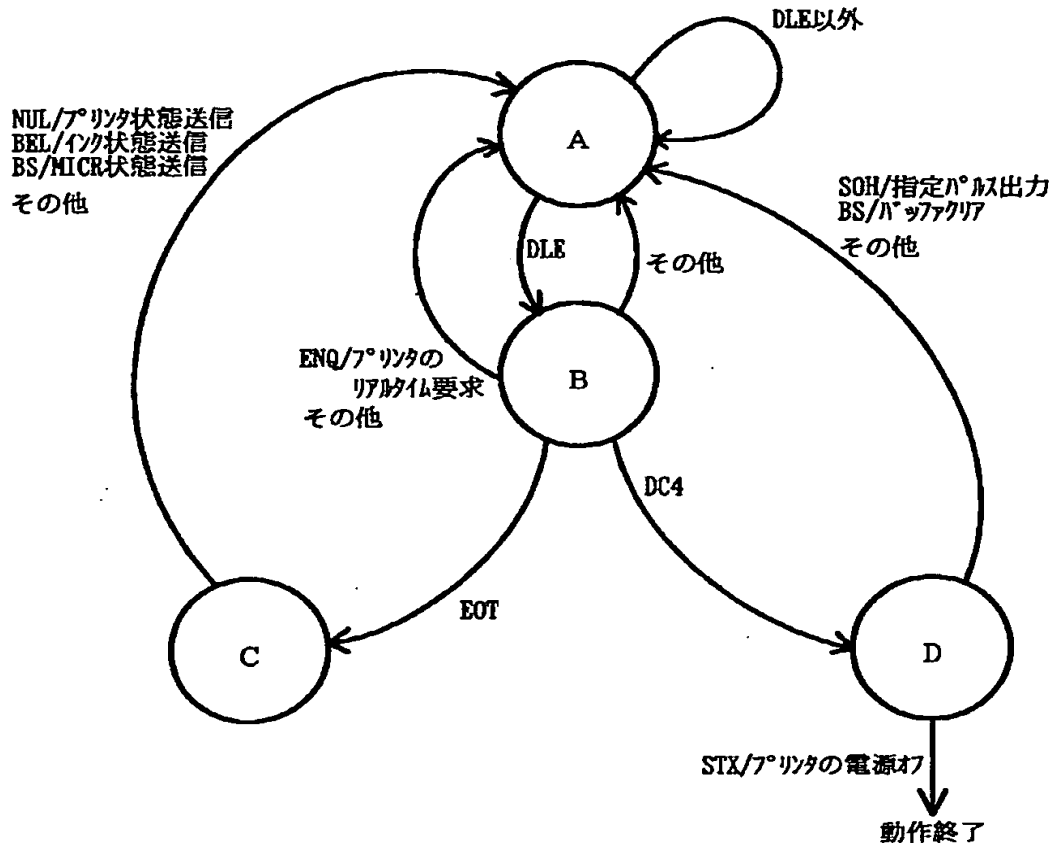 DLE以外
NUL/プリンタ状態送信
BEL/インク状態送信
BS/MICR状態送信
その他
A
SOH/指定パルス出力
BS/バッファクリア
その他
DLE
その他
ENQ/プリンタの
リアルタイム要求
その他
B
DC4
EOT
C
D
STX/プリンタの電源オフ
動作終了